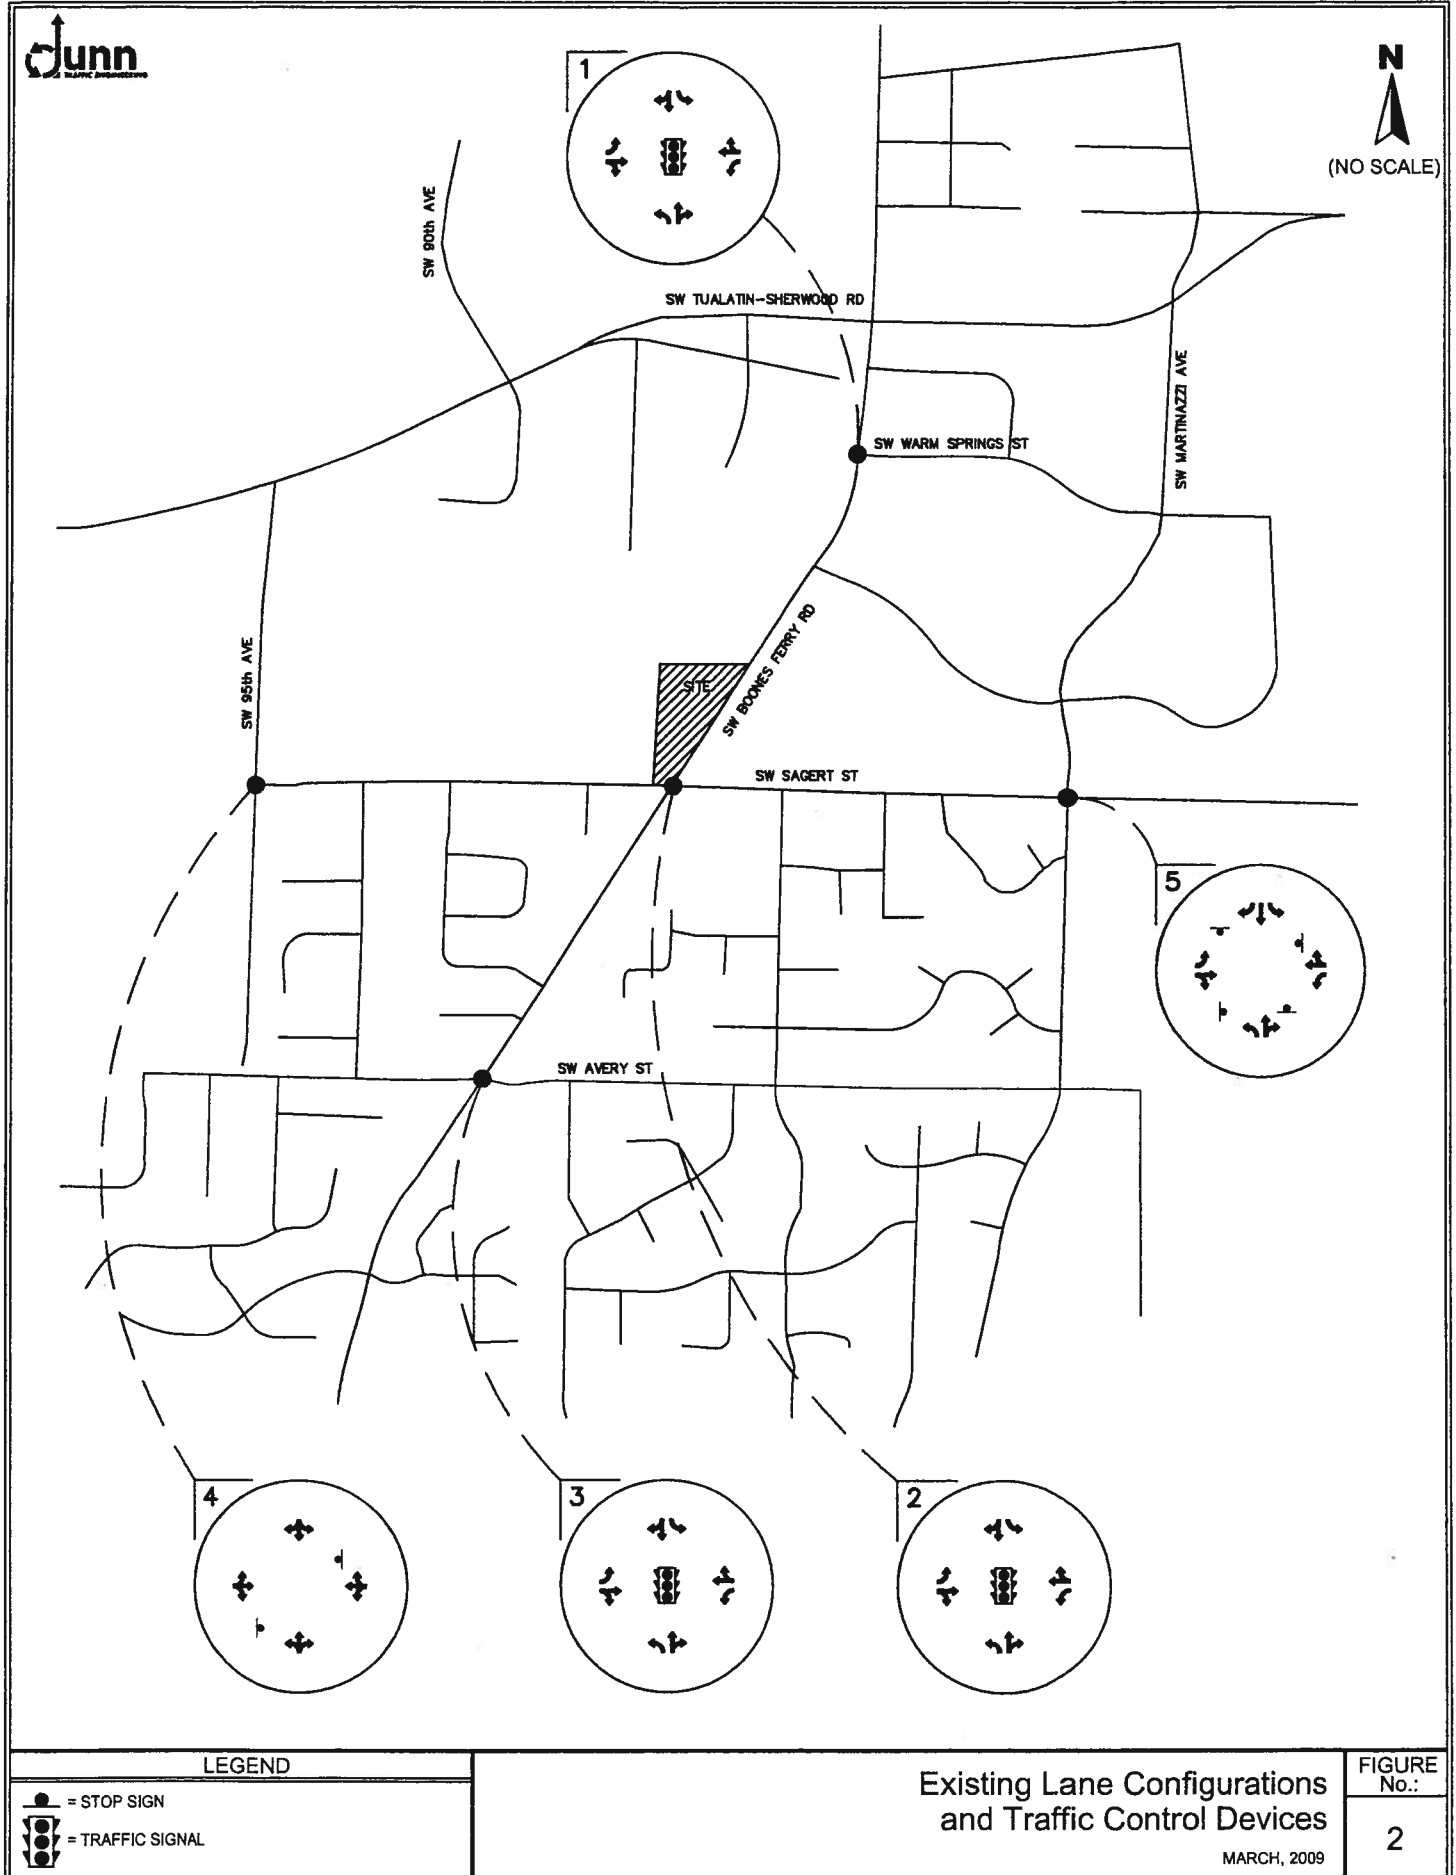 Dunn
TRAFFIC ENGINEERING
1
N
(NO SCALE)
SW 90th AVE
SW TUALATIN-SHERWOOD RD
SW MARTINAZZI AVE
SW WARM SPRINGS ST
SW 95th AVE
SITE
SW BOONES FERRY RD
SW SAGERT ST
5
SW AVERY ST
4
3
2
LEGEND
= STOP SIGN
= TRAFFIC SIGNAL
Existing Lane Configurations
and Traffic Control Devices
MARCH, 2009
FIGURE
No.:
2